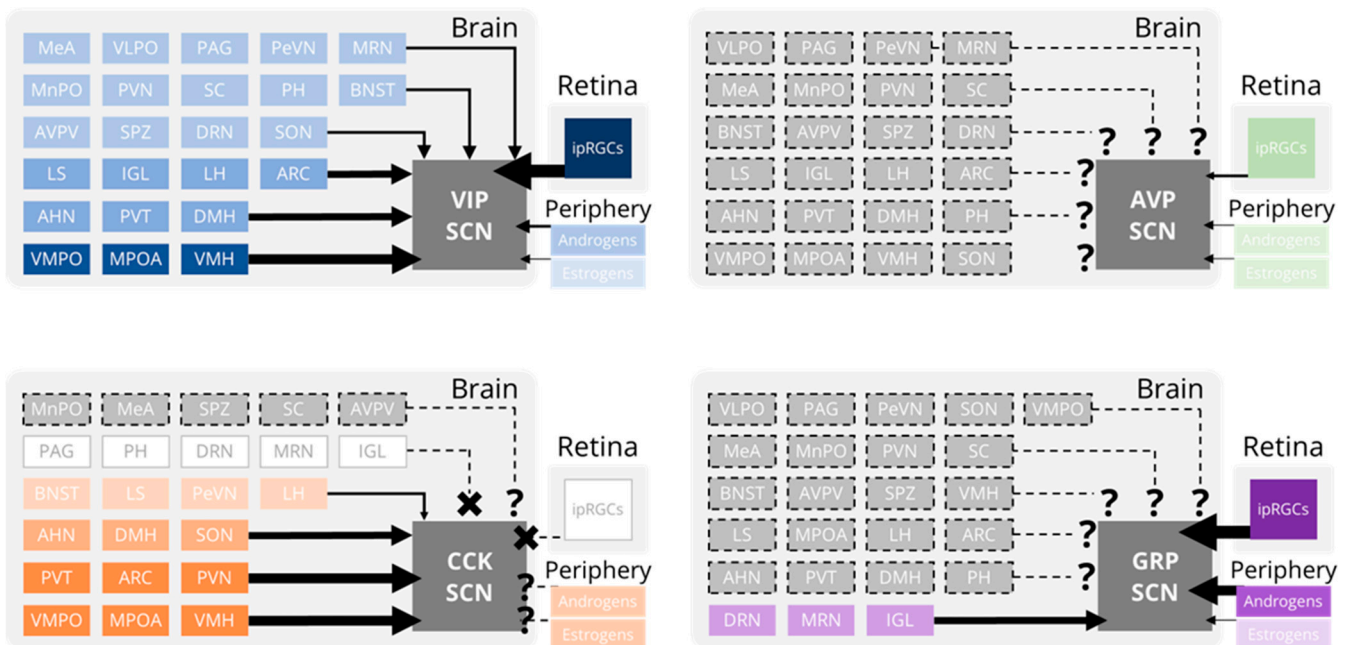 Brain
MeA VLPO PAG PeVN MRN
MnPO PVN SC PH BNST
AVPV SPZ DRN SON
LS IGL LH ARC
AHN PVT DMH
VMPO MPOA VMH
VIP
SCN
Retina
ipRGCs
Periphery
Androgens
Estrogens
Brain
VLPO PAG PeVN MRN
MeA MnPO PVN SC
BNST AVPV SPZ DRN
LS IGL LH ARC
AHN PVT DMH PH
VMPO MPOA VMH SON
? ? ?
?
?
?
AVP
SCN
Retina
ipRGCs
Periphery
Androgens
Estrogens
Brain
MnPO MeA SPZ SC AVPV
PAG PH DRN MRN IGL
BNST LS PeVN LH
AHN DMH SON
PVT ARC PVN
VMPO MPOA VMH
?
CCK
SCN
?
?
Retina
ipRGCs
Periphery
Androgens
Estrogens
Brain
VLPO PAG PeVN SON VMPO
MeA MnPO PVN SC
BNST AVPV SPZ VMH
LS MPOA LH ARC
AHN PVT DMH PH
DRN MRN IGL
? ? ?
?
?
GRP
SCN
Retina
ipRGCs
Periphery
Androgens
Estrogens